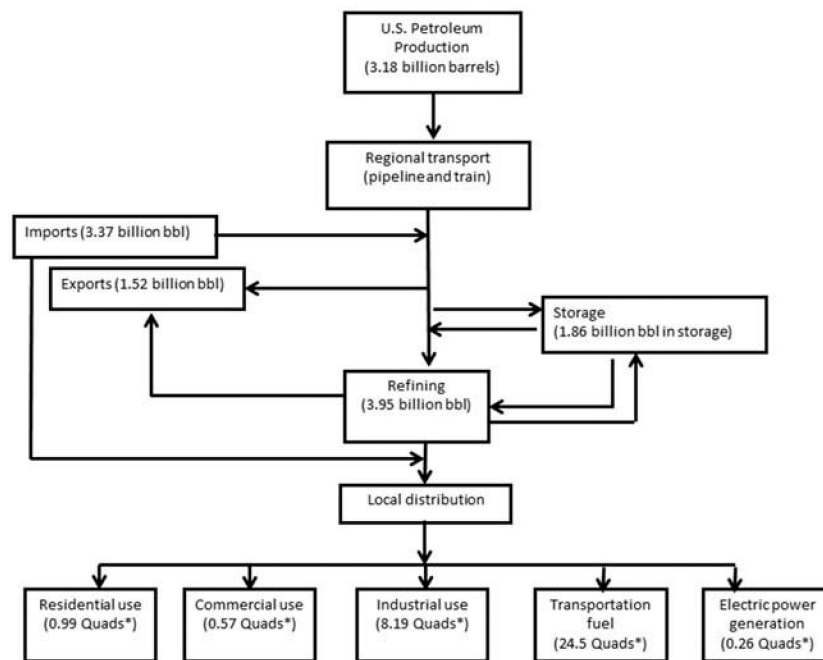 U.S. Petroleum
Production
(3.18 billion barrels)
Regional transport
(pipeline and train)
Imports (3.37 billion bbl)
Exports (1.52 billion bbl)
Storage
(1.86 billion bbl in storage)
Refining
(3.95 billion bbl)
Local distribution
Residential use
(0.99 Quads*)
Commercial use
(0.57 Quads*)
Industrial use
(8.19 Quads*)
Transportation
fuel
(24.5 Quads*)
Electric power
generation
(0.26 Quads*)